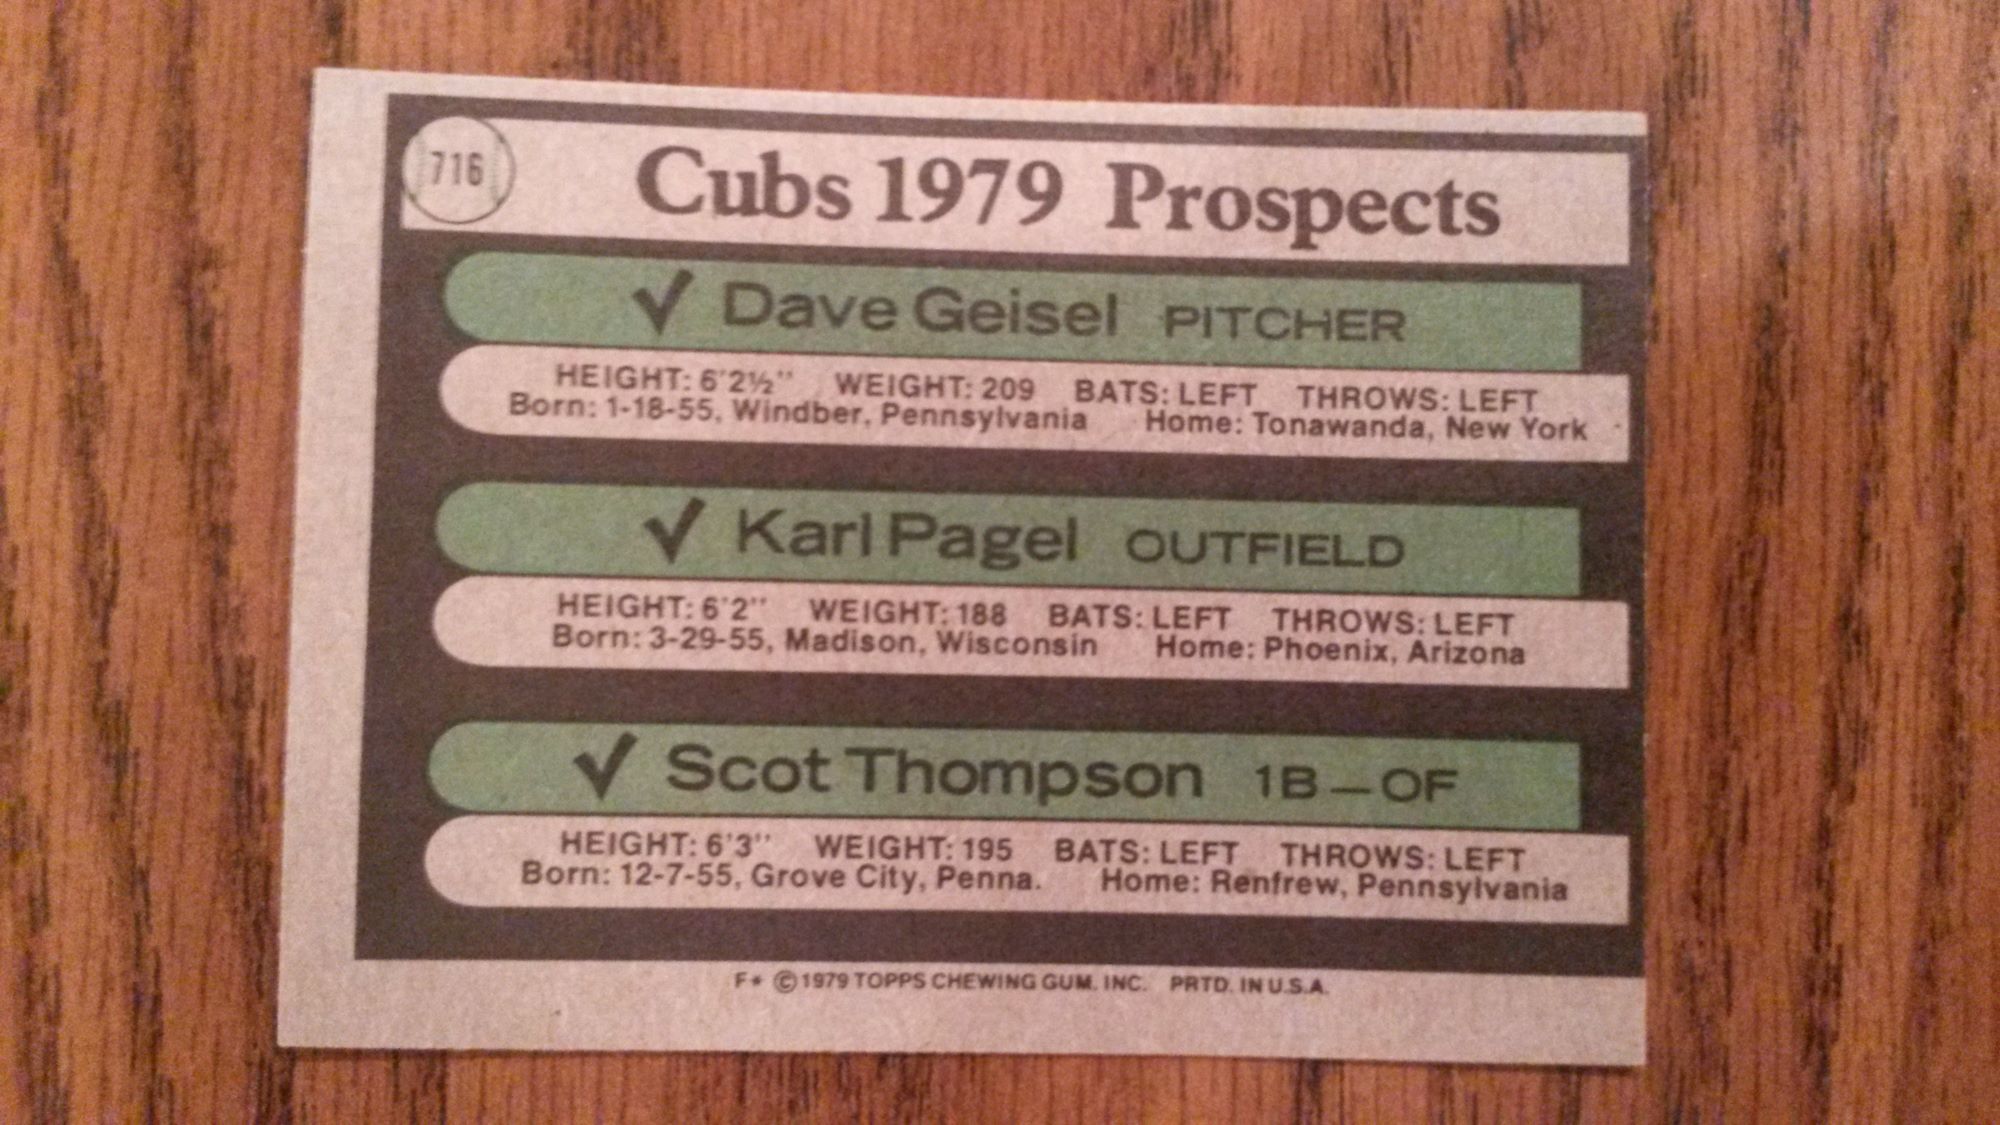 716
Cubs 1979 Prospects
✓ Dave Geisel PITCHER
HEIGHT: 6'2½" WEIGHT: 209 BATS: LEFT THROWS: LEFT
Born: 1-18-55, Windber, Pennsylvania Home: Tonawanda, New York
✓ Karl Pagel OUTFIELD
HEIGHT: 6'2" WEIGHT: 188 BATS: LEFT THROWS: LEFT
Born: 3-29-55, Madison, Wisconsin Home: Phoenix, Arizona
✓ Scot Thompson 1B—OF
HEIGHT: 6'3" WEIGHT: 195 BATS: LEFT THROWS: LEFT
Born: 12-7-55, Grove City, Penna. Home: Renfrew, Pennsylvania
F* © 1979 TOPPS CHEWING GUM, INC. PRTD. IN U.S.A.